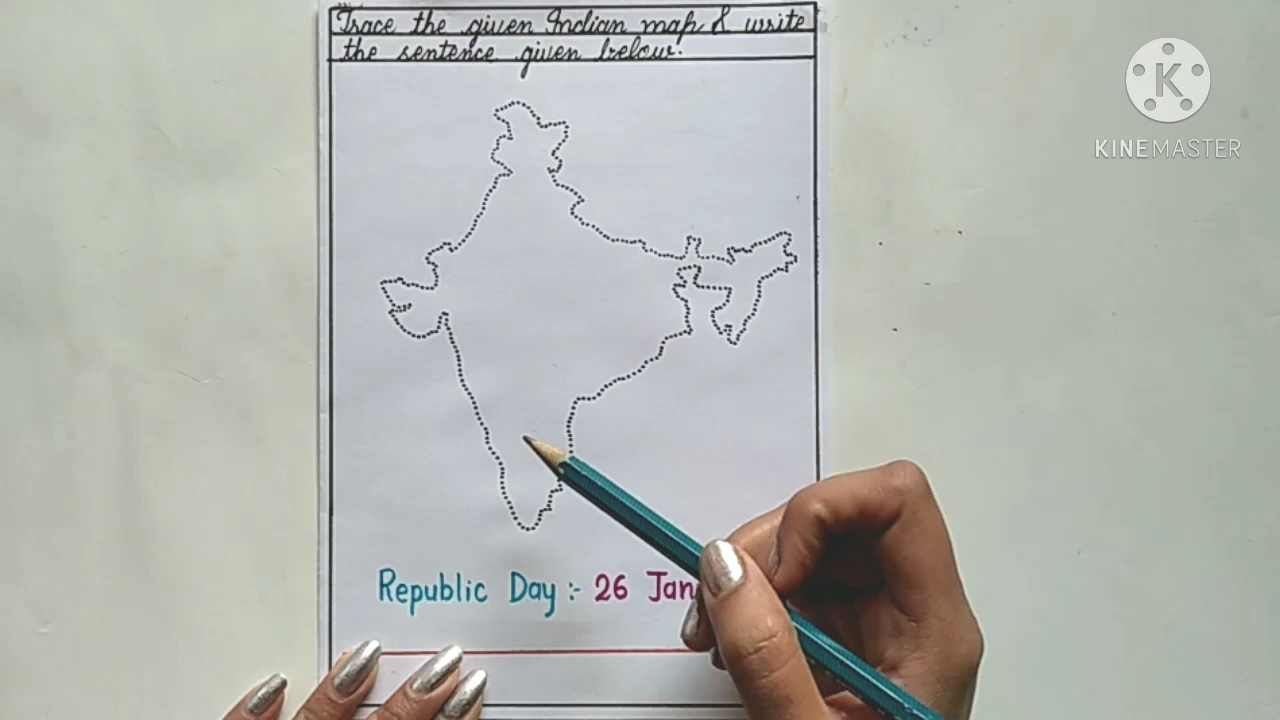 Trace the given Indian map & write
the sentence given below.
K
KINEMASTER
Republic Day :- 26 Jan